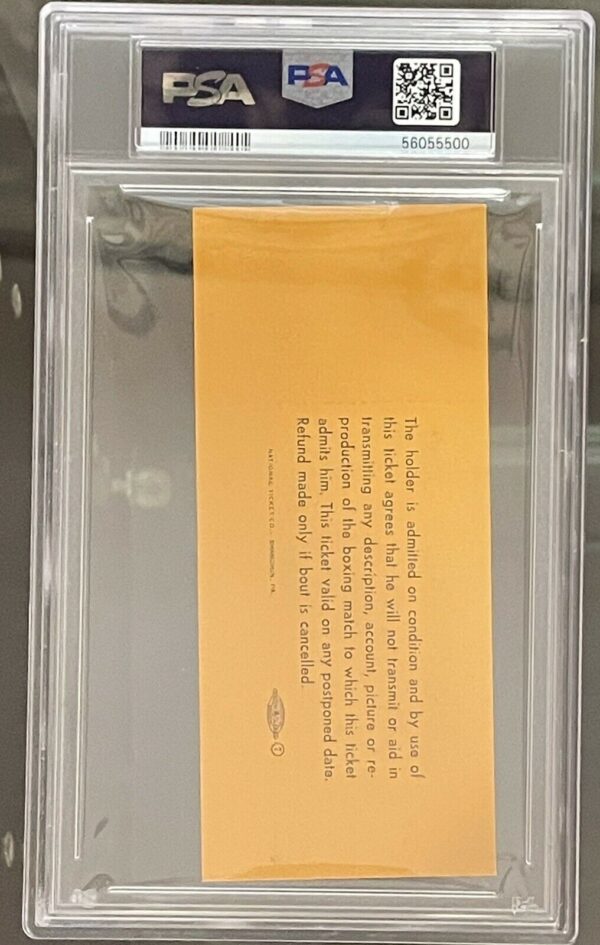 PSA
PSA
56055500
The holder is admitted on condition and by use of
this ticket agrees that he will not transmit or aid in
transmitting any description, account, picture or re-
production of the boxing match to which this ticket
admits him. This ticket valid on any postponed date.
Refund made only if bout is cancelled.
NATIONAL TICKET CO., SHAMOKIN, PA.